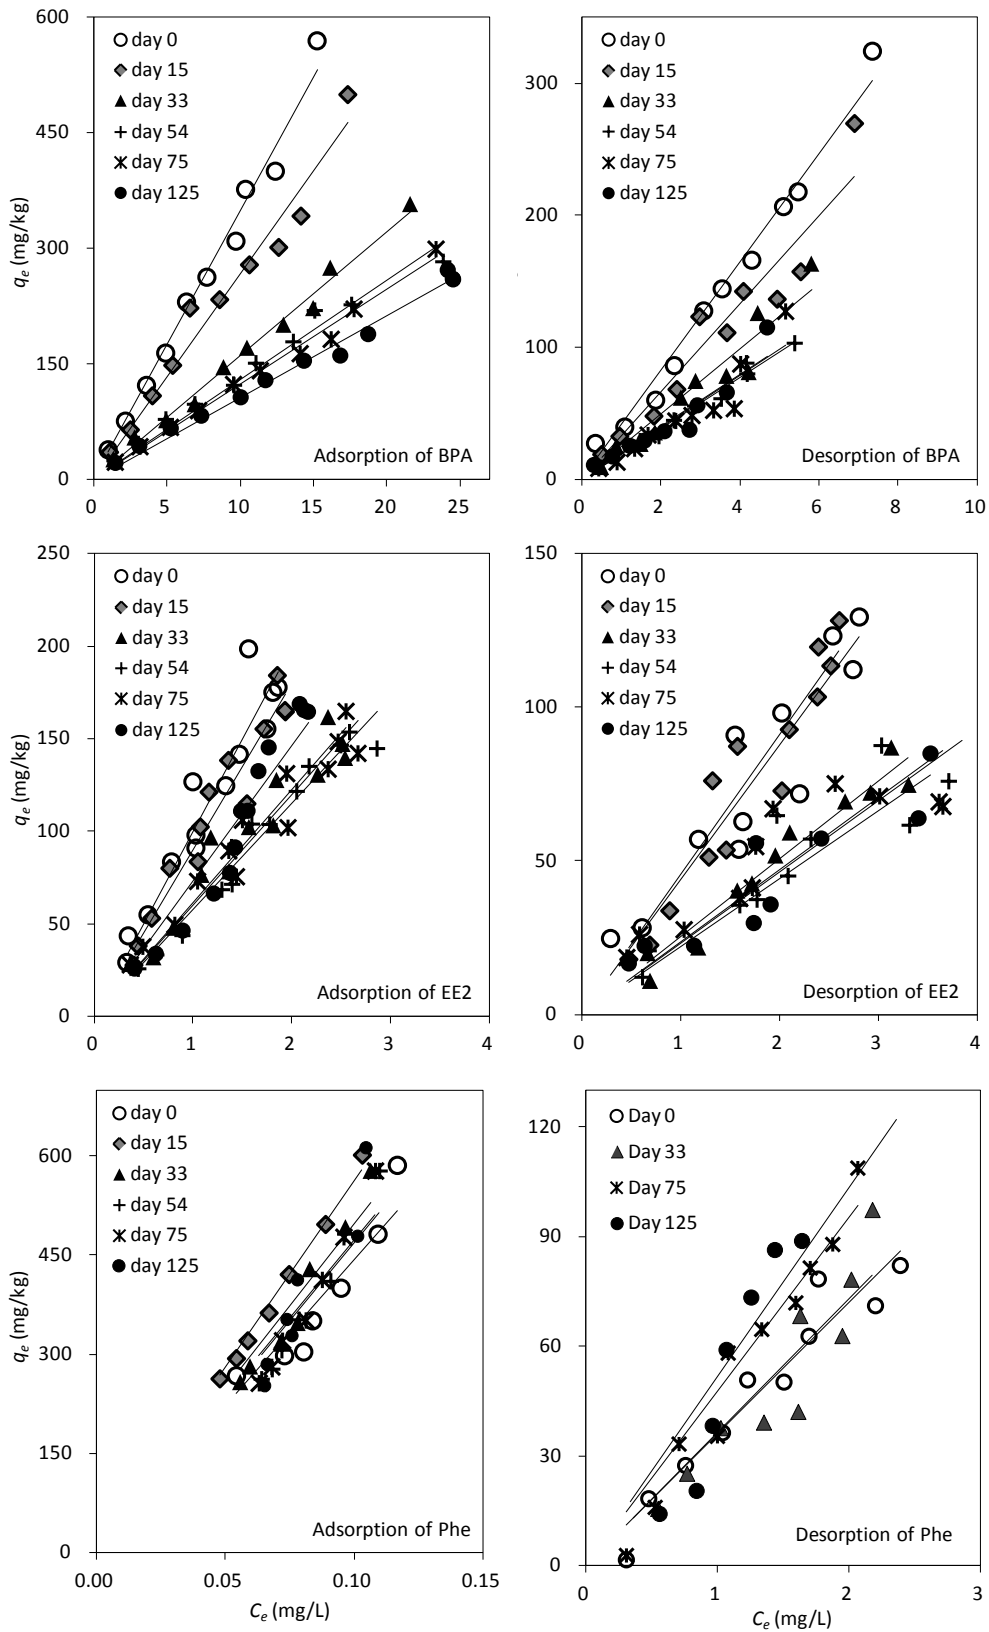 600
450
300
150
0
qe (mg/kg)
day 0
day 15
day 33
day 54
day 75
day 125
Adsorption of BPA
0 5 10 15 20 25
300
200
100
0
day 0
day 15
day 33
day 54
day 75
day 125
Desorption of BPA
0 2 4 6 8 10
250
200
150
100
50
0
qe (mg/kg)
day 0
day 15
day 33
day 54
day 75
day 125
Adsorption of EE2
0 1 2 3 4
150
100
50
0
day 0
day 15
day 33
day 54
day 75
day 125
Desorption of EE2
0 1 2 3 4
600
450
300
150
0
qe (mg/kg)
day 0
day 15
day 33
day 54
day 75
day 125
Adsorption of Phe
0.00 0.05 0.10 0.15
Ce (mg/L)
120
90
60
30
0
Day 0
Day 33
Day 75
Day 125
Desorption of Phe
0 1 2 3
Ce (mg/L)